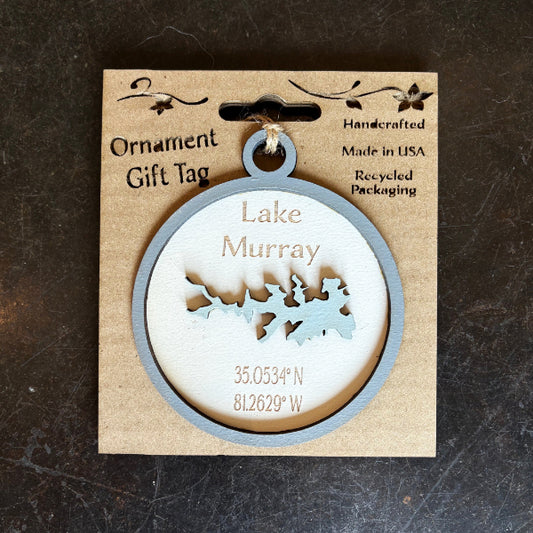 Ornament
Gift Tag
Handcrafted
Made in USA
Recycled
Packaging
Lake
Murray
35.0534° N
81.2629° W